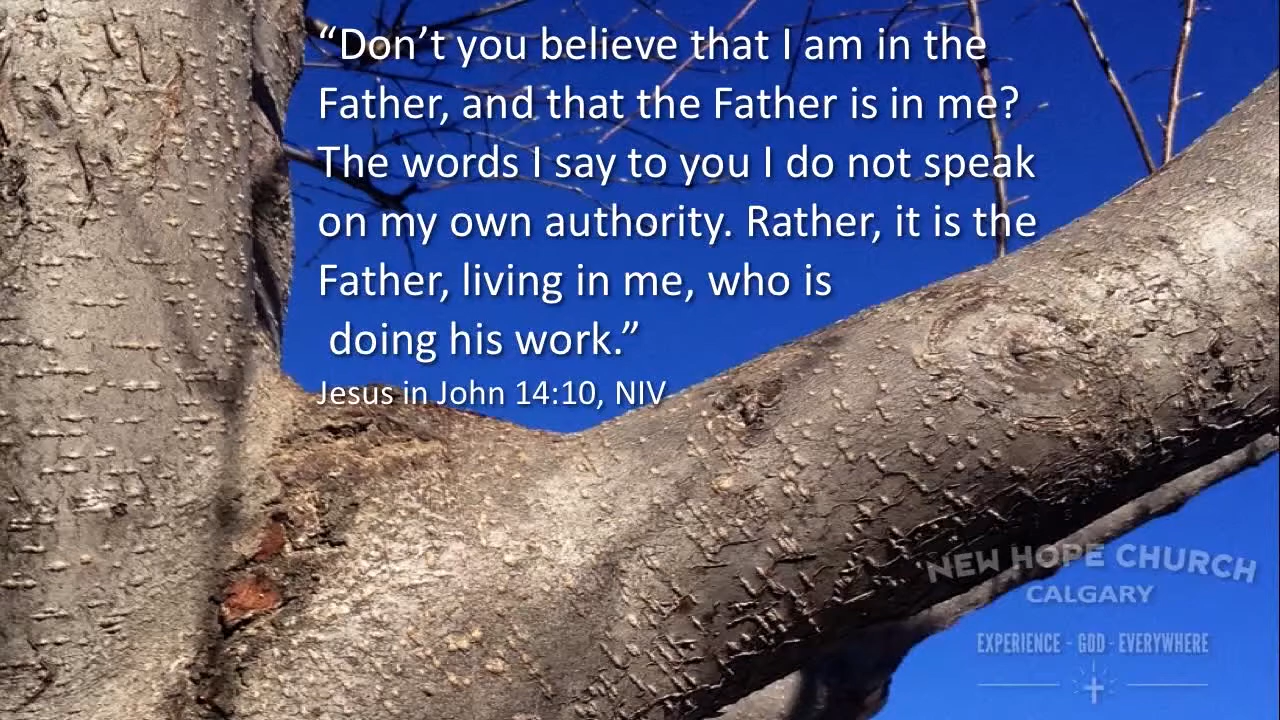 “Don’t you believe that I am in the
Father, and that the Father is in me?
The words I say to you I do not speak
on my own authority. Rather, it is the
Father, living in me, who is
doing his work.”
Jesus in John 14:10, NIV
NEW HOPE CHURCH
CALGARY
EXPERIENCE - GOD - EVERYWHERE